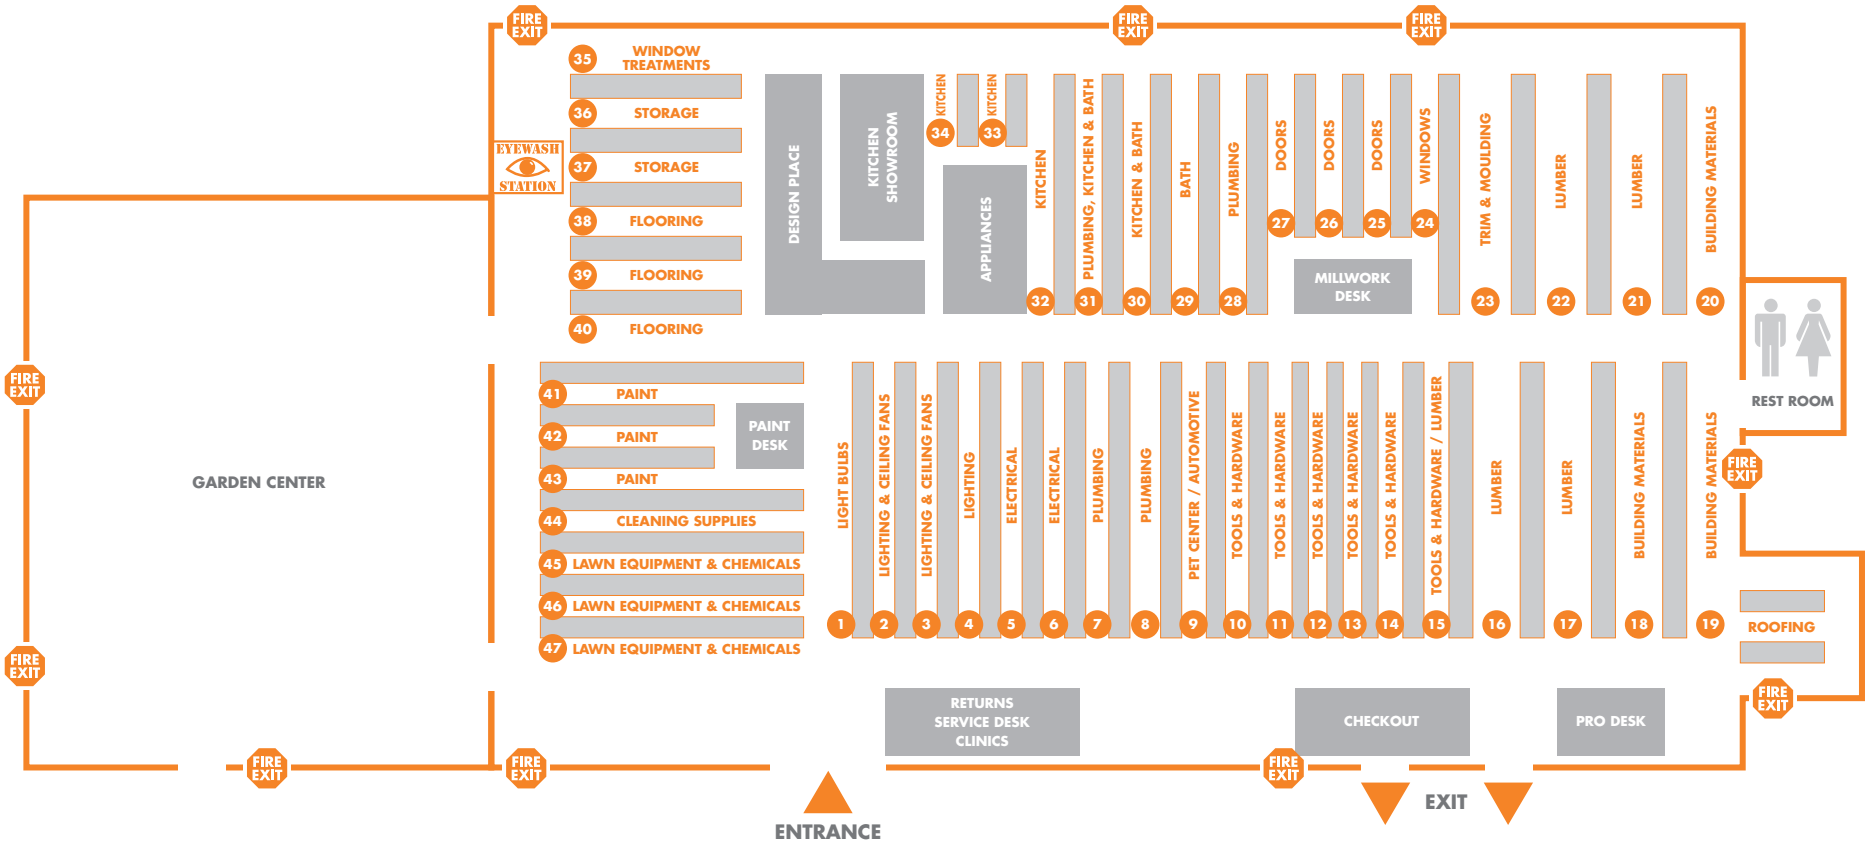 FIRE
EXIT
FIRE
EXIT
FIRE
EXIT
35 WINDOW
TREATMENTS
36 STORAGE
EYEWASH
STATION
37 STORAGE
38 FLOORING
39 FLOORING
40 FLOORING
DESIGN PLACE
KITCHEN
SHOWROOM
KITCHEN
34
KITCHEN
33
APPLIANCES
KITCHEN
32
PLUMBING, KITCHEN & BATH
31
KITCHEN & BATH
30
BATH
29
PLUMBING
28
DOORS
27
DOORS
26
DOORS
25
WINDOWS
24
MILLWORK
DESK
TRIM & MOULDING
23
LUMBER
22
LUMBER
21
BUILDING MATERIALS
20
REST ROOM
FIRE
EXIT
FIRE
EXIT
GARDEN CENTER
FIRE
EXIT
41 PAINT
42 PAINT
43 PAINT
PAINT
DESK
44 CLEANING SUPPLIES
45 LAWN EQUIPMENT & CHEMICALS
46 LAWN EQUIPMENT & CHEMICALS
47 LAWN EQUIPMENT & CHEMICALS
LIGHT BULBS
1
LIGHTING & CEILING FANS
2
LIGHTING & CEILING FANS
3
LIGHTING
4
ELECTRICAL
5
ELECTRICAL
6
PLUMBING
7
PLUMBING
8
PET CENTER / AUTOMOTIVE
9
TOOLS & HARDWARE
10
TOOLS & HARDWARE
11
TOOLS & HARDWARE
12
TOOLS & HARDWARE
13
TOOLS & HARDWARE
14
TOOLS & HARDWARE / LUMBER
15
LUMBER
16
LUMBER
17
BUILDING MATERIALS
18
BUILDING MATERIALS
19
ROOFING
FIRE
EXIT
RETURNS
SERVICE DESK
CLINICS
CHECKOUT
PRO DESK
FIRE
EXIT
FIRE
EXIT
FIRE
EXIT
ENTRANCE
EXIT